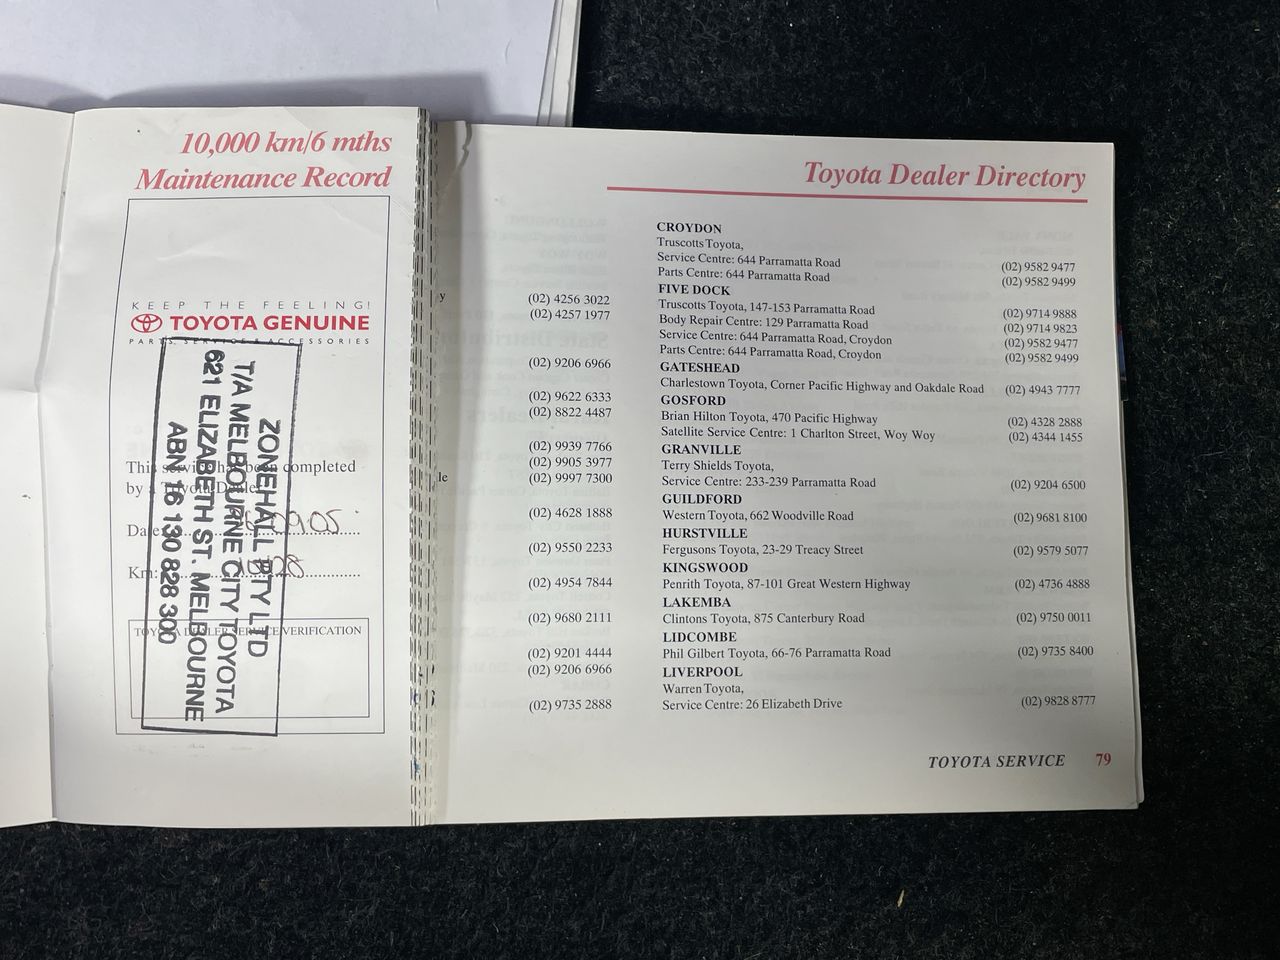 10,000 km/6 mths
Maintenance Record
KEEP THE FEELING!
TOYOTA GENUINE
PARTS, SERVICE & ACCESSORIES
This service has been completed
by a Toyota Dealer
Date:
Km:
TOYOTA DEALER SERVICE VERIFICATION
ZONEHALL PTY LTD
T/A MELBOURNE CITY TOYOTA
621 ELIZABETH ST. MELBOURNE
ABN 16 130 828 300
Toyota Dealer Directory
y (02) 4256 3022
(02) 4257 1977
(02) 9206 6966
(02) 9622 6333
(02) 8822 4487
(02) 9939 7766
(02) 9905 3977
le (02) 9997 7300
(02) 4628 1888
(02) 9550 2233
(02) 4954 7844
(02) 9680 2111
(02) 9201 4444
(02) 9206 6966
(02) 9735 2888
CROYDON
Truscotts Toyota,
Service Centre: 644 Parramatta Road (02) 9582 9477
Parts Centre: 644 Parramatta Road (02) 9582 9499
FIVE DOCK
Truscotts Toyota, 147-153 Parramatta Road (02) 9714 9888
Body Repair Centre: 129 Parramatta Road (02) 9714 9823
Service Centre: 644 Parramatta Road, Croydon (02) 9582 9477
Parts Centre: 644 Parramatta Road, Croydon (02) 9582 9499
GATESHEAD
Charlestown Toyota, Corner Pacific Highway and Oakdale Road (02) 4943 7777
GOSFORD
Brian Hilton Toyota, 470 Pacific Highway (02) 4328 2888
Satellite Service Centre: 1 Charlton Street, Woy Woy (02) 4344 1455
GRANVILLE
Terry Shields Toyota,
Service Centre: 233-239 Parramatta Road (02) 9204 6500
GUILDFORD
Western Toyota, 662 Woodville Road (02) 9681 8100
HURSTVILLE
Fergusons Toyota, 23-29 Treacy Street (02) 9579 5077
KINGSWOOD
Penrith Toyota, 87-101 Great Western Highway (02) 4736 4888
LAKEMBA
Clintons Toyota, 875 Canterbury Road (02) 9750 0011
LIDCOMBE
Phil Gilbert Toyota, 66-76 Parramatta Road (02) 9735 8400
LIVERPOOL
Warren Toyota,
Service Centre: 26 Elizabeth Drive (02) 9828 8777
TOYOTA SERVICE 79